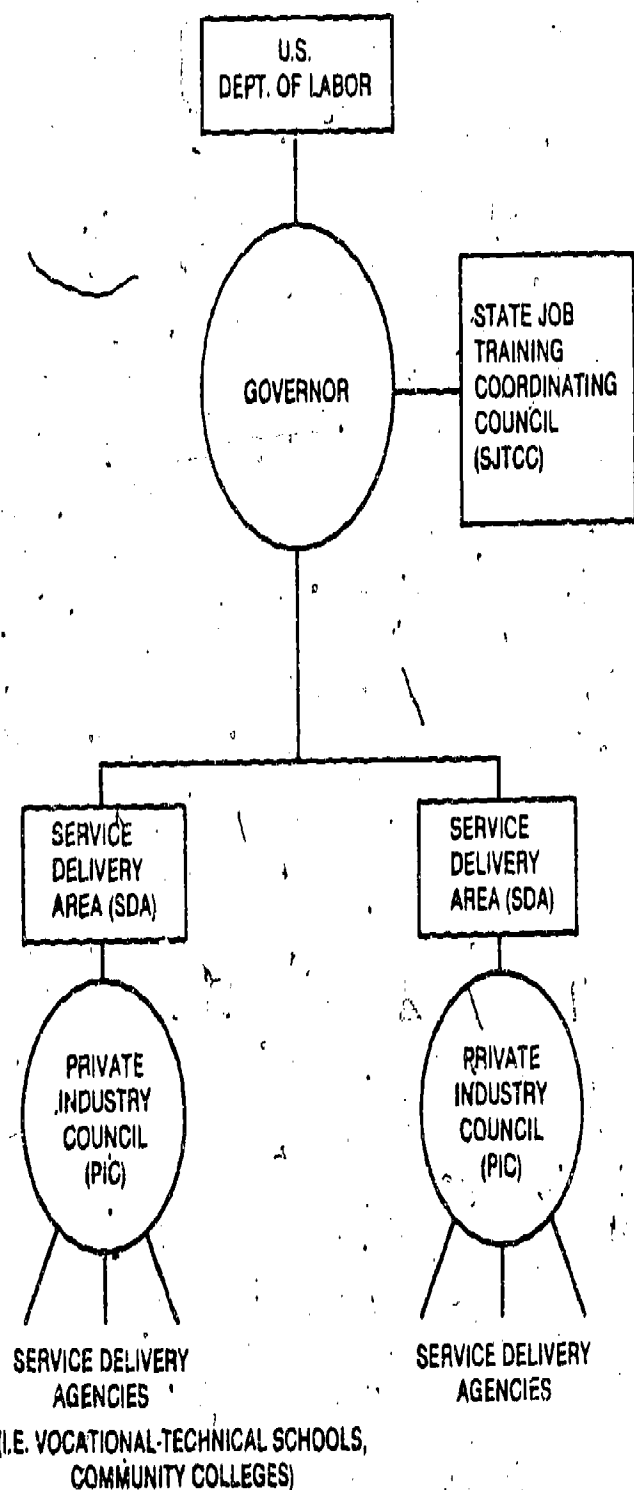 U.S.
DEPT. OF LABOR
GOVERNOR
STATE JOB
TRAINING
COORDINATING
COUNCIL
(SJTCC)
SERVICE
DELIVERY
AREA (SDA)
SERVICE
DELIVERY
AREA (SDA)
PRIVATE
INDUSTRY
COUNCIL
(PIC)
PRIVATE
INDUSTRY
COUNCIL
(PIC)
SERVICE DELIVERY
AGENCIES
(I.E. VOCATIONAL-TECHNICAL SCHOOLS,
COMMUNITY COLLEGES)
SERVICE DELIVERY
AGENCIES